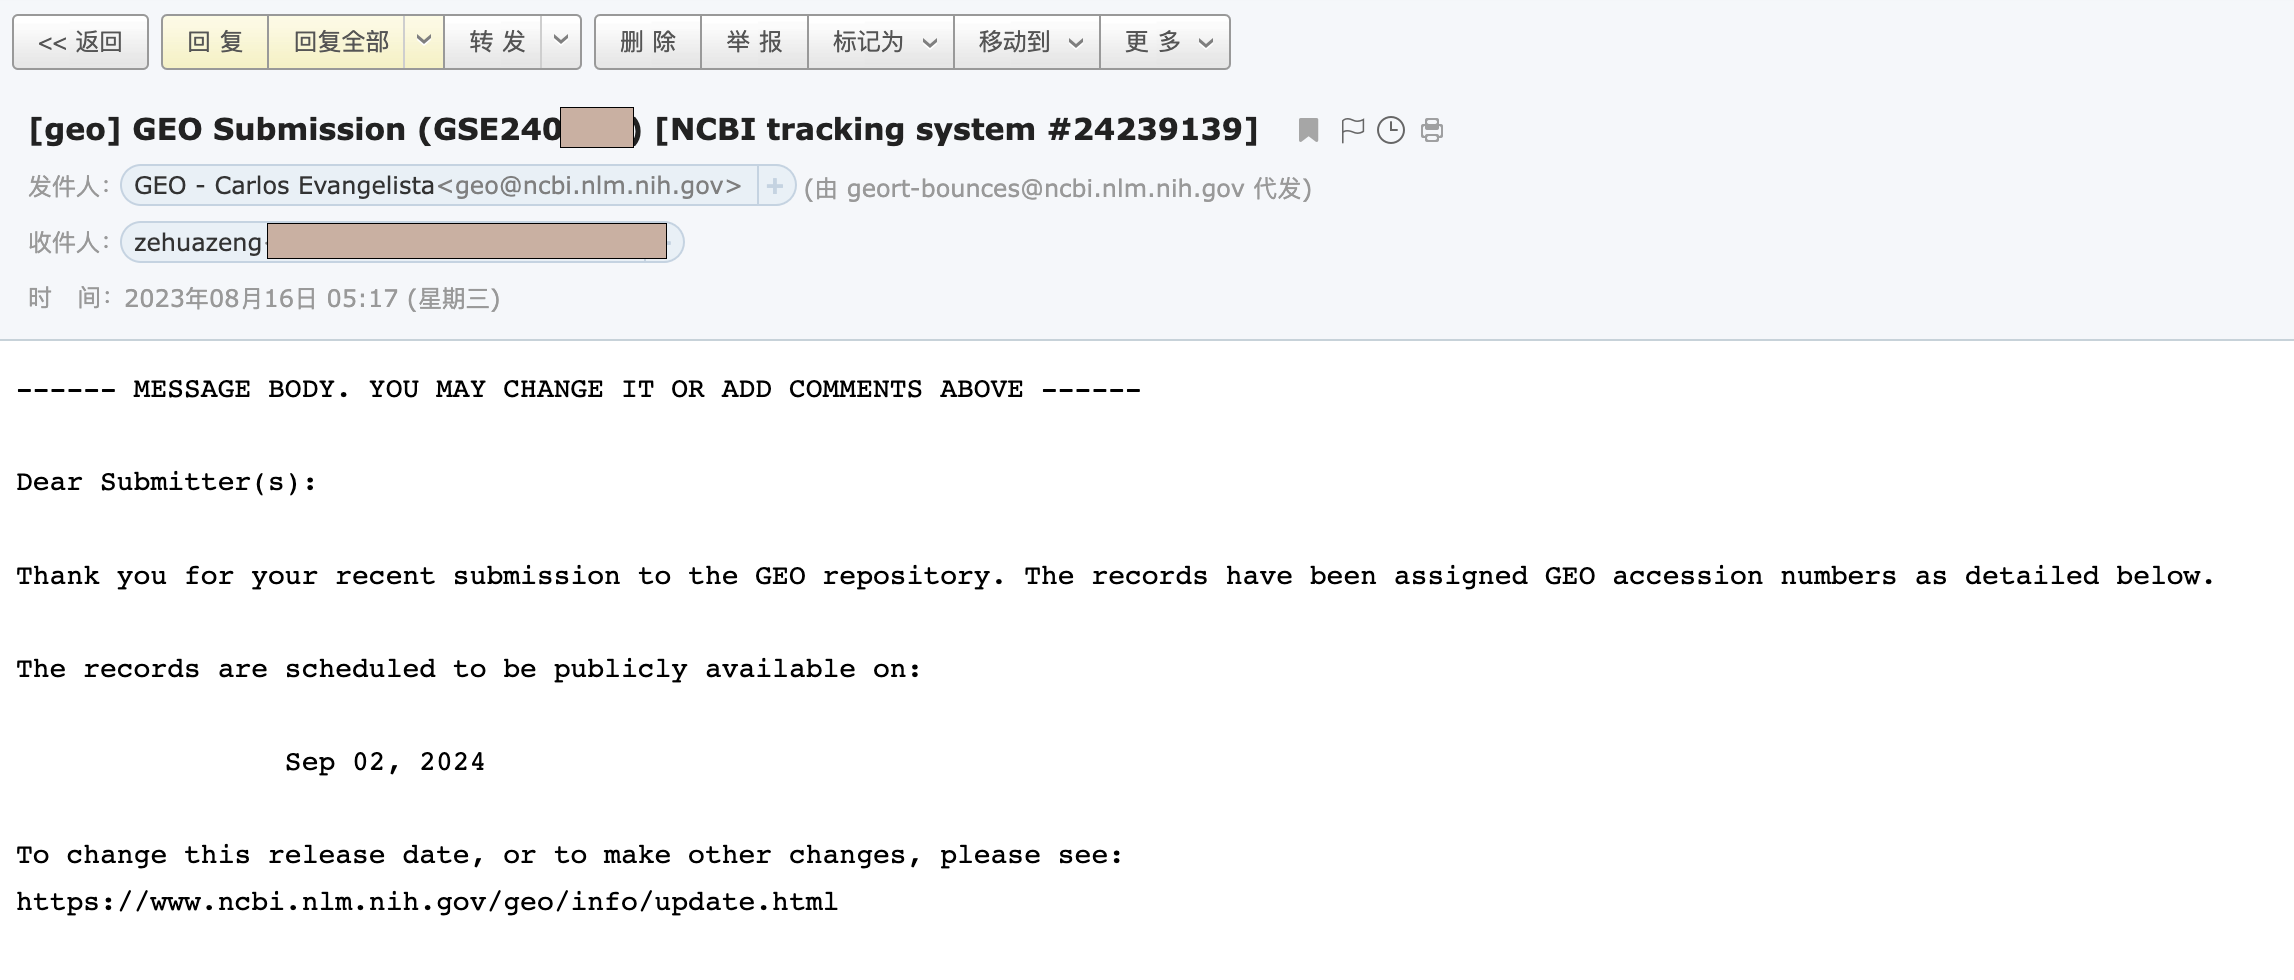 << 返回 回 复 回复全部 转 发 删 除 举 报 标记为 移动到 更 多
[geo] GEO Submission (GSE240 ) [NCBI tracking system #24239139]
发件人: GEO - Carlos Evangelista<geo@ncbi.nlm.nih.gov> + (由 geort-bounces@ncbi.nlm.nih.gov 代发)
收件人: zehuazeng
时 间: 2023年08月16日 05:17 (星期三)
------ MESSAGE BODY. YOU MAY CHANGE IT OR ADD COMMENTS ABOVE ------
Dear Submitter(s):
Thank you for your recent submission to the GEO repository. The records have been assigned GEO accession numbers as detailed below.
The records are scheduled to be publicly available on:
Sep 02, 2024
To change this release date, or to make other changes, please see:
https://www.ncbi.nlm.nih.gov/geo/info/update.html